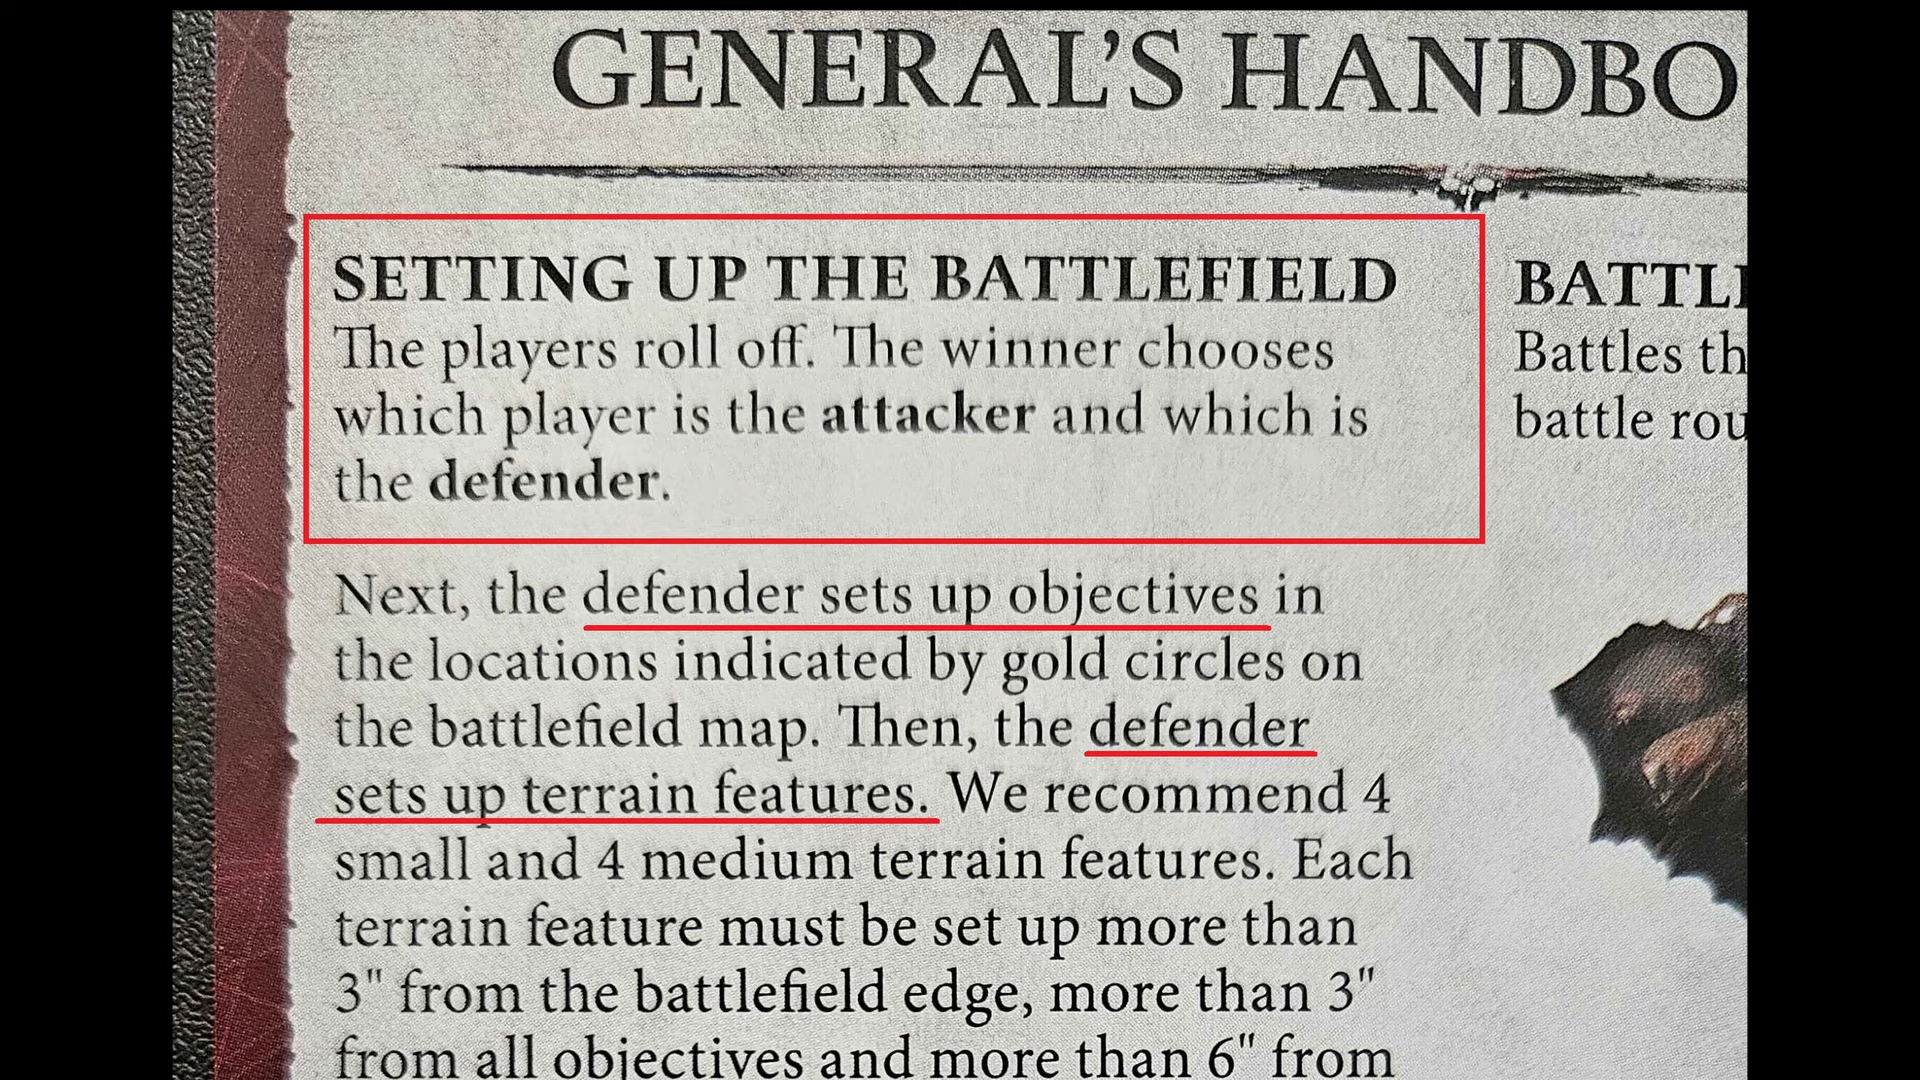 GENERAL'S HANDBO
SETTING UP THE BATTLEFIELD
The players roll off. The winner chooses
which player is the attacker and which is
the defender.
Next, the defender sets up objectives in
the locations indicated by gold circles on
the battlefield map. Then, the defender
sets up terrain features. We recommend 4
small and 4 medium terrain features. Each
terrain feature must be set up more than
3" from the battlefield edge, more than 3"
from all objectives and more than 6" from
BATTL
Battles th
battle rou